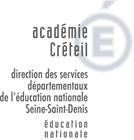 académie
Créteil
direction des services
départementaux
de l'éducation nationale
Seine-Saint-Denis
éducation
nationale